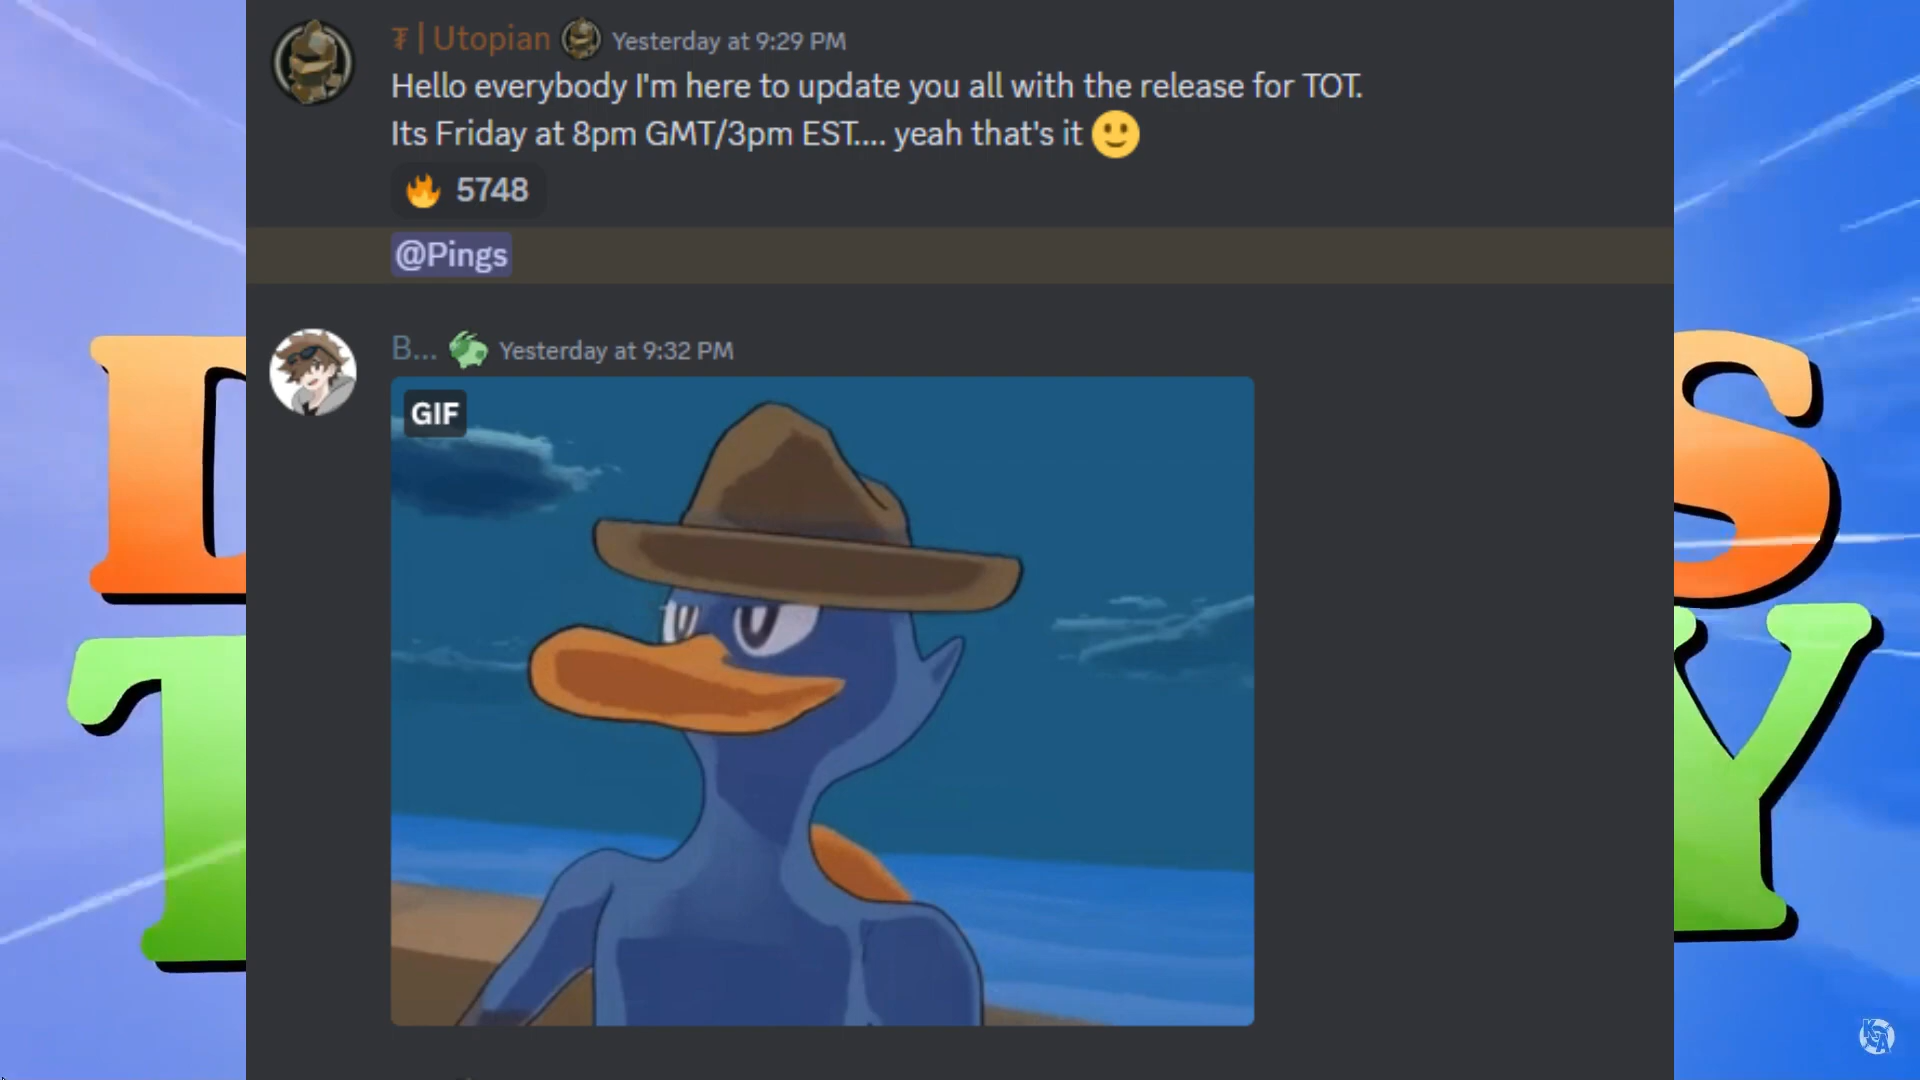 ₮ | Utopian Yesterday at 9:29 PM
Hello everybody I'm here to update you all with the release for TOT.
Its Friday at 8pm GMT/3pm EST.... yeah that's it 🙂
🔥 5748
@Pings
B... Yesterday at 9:32 PM
GIF
S
T Y